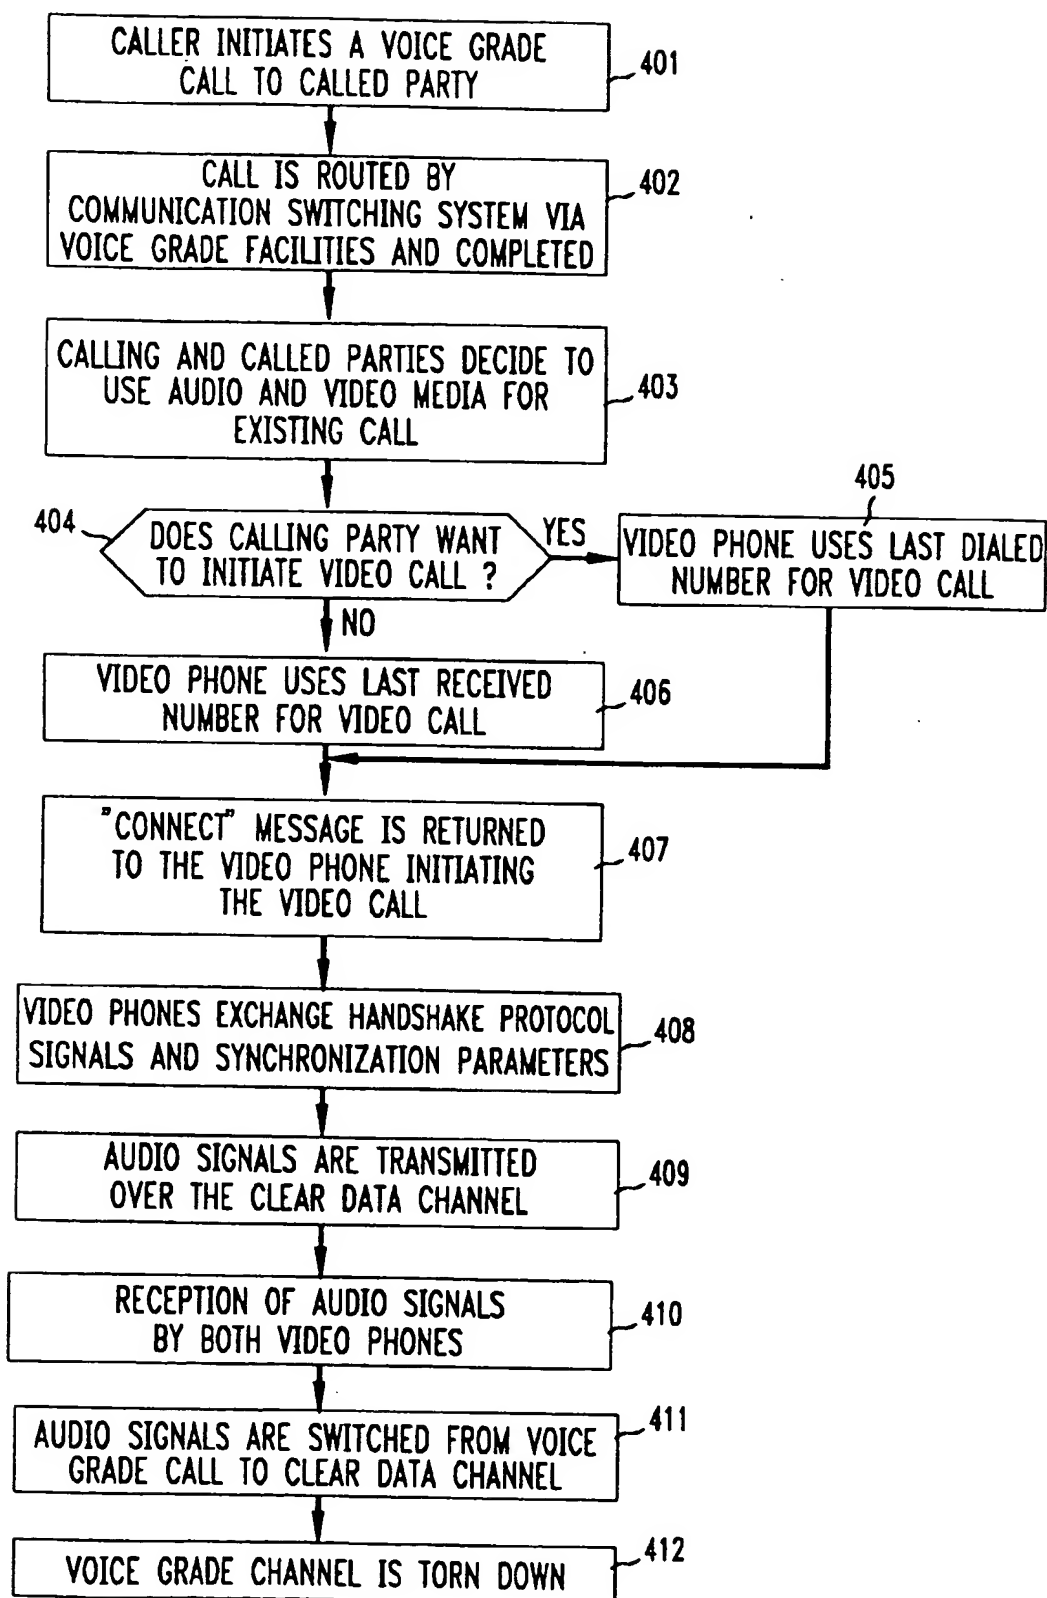 CALLER INITIATES A VOICE GRADE
CALL TO CALLED PARTY
401
CALL IS ROUTED BY
COMMUNICATION SWITCHING SYSTEM VIA
VOICE GRADE FACILITIES AND COMPLETED
402
CALLING AND CALLED PARTIES DECIDE TO
USE AUDIO AND VIDEO MEDIA FOR
EXISTING CALL
403
404
DOES CALLING PARTY WANT
TO INITIATE VIDEO CALL ?
YES
405
VIDEO PHONE USES LAST DIALED
NUMBER FOR VIDEO CALL
NO
VIDEO PHONE USES LAST RECEIVED
NUMBER FOR VIDEO CALL
406
"CONNECT" MESSAGE IS RETURNED
TO THE VIDEO PHONE INITIATING
THE VIDEO CALL
407
VIDEO PHONES EXCHANGE HANDSHAKE PROTOCOL
SIGNALS AND SYNCHRONIZATION PARAMETERS
408
AUDIO SIGNALS ARE TRANSMITTED
OVER THE CLEAR DATA CHANNEL
409
RECEPTION OF AUDIO SIGNALS
BY BOTH VIDEO PHONES
410
AUDIO SIGNALS ARE SWITCHED FROM VOICE
GRADE CALL TO CLEAR DATA CHANNEL
411
VOICE GRADE CHANNEL IS TORN DOWN
412